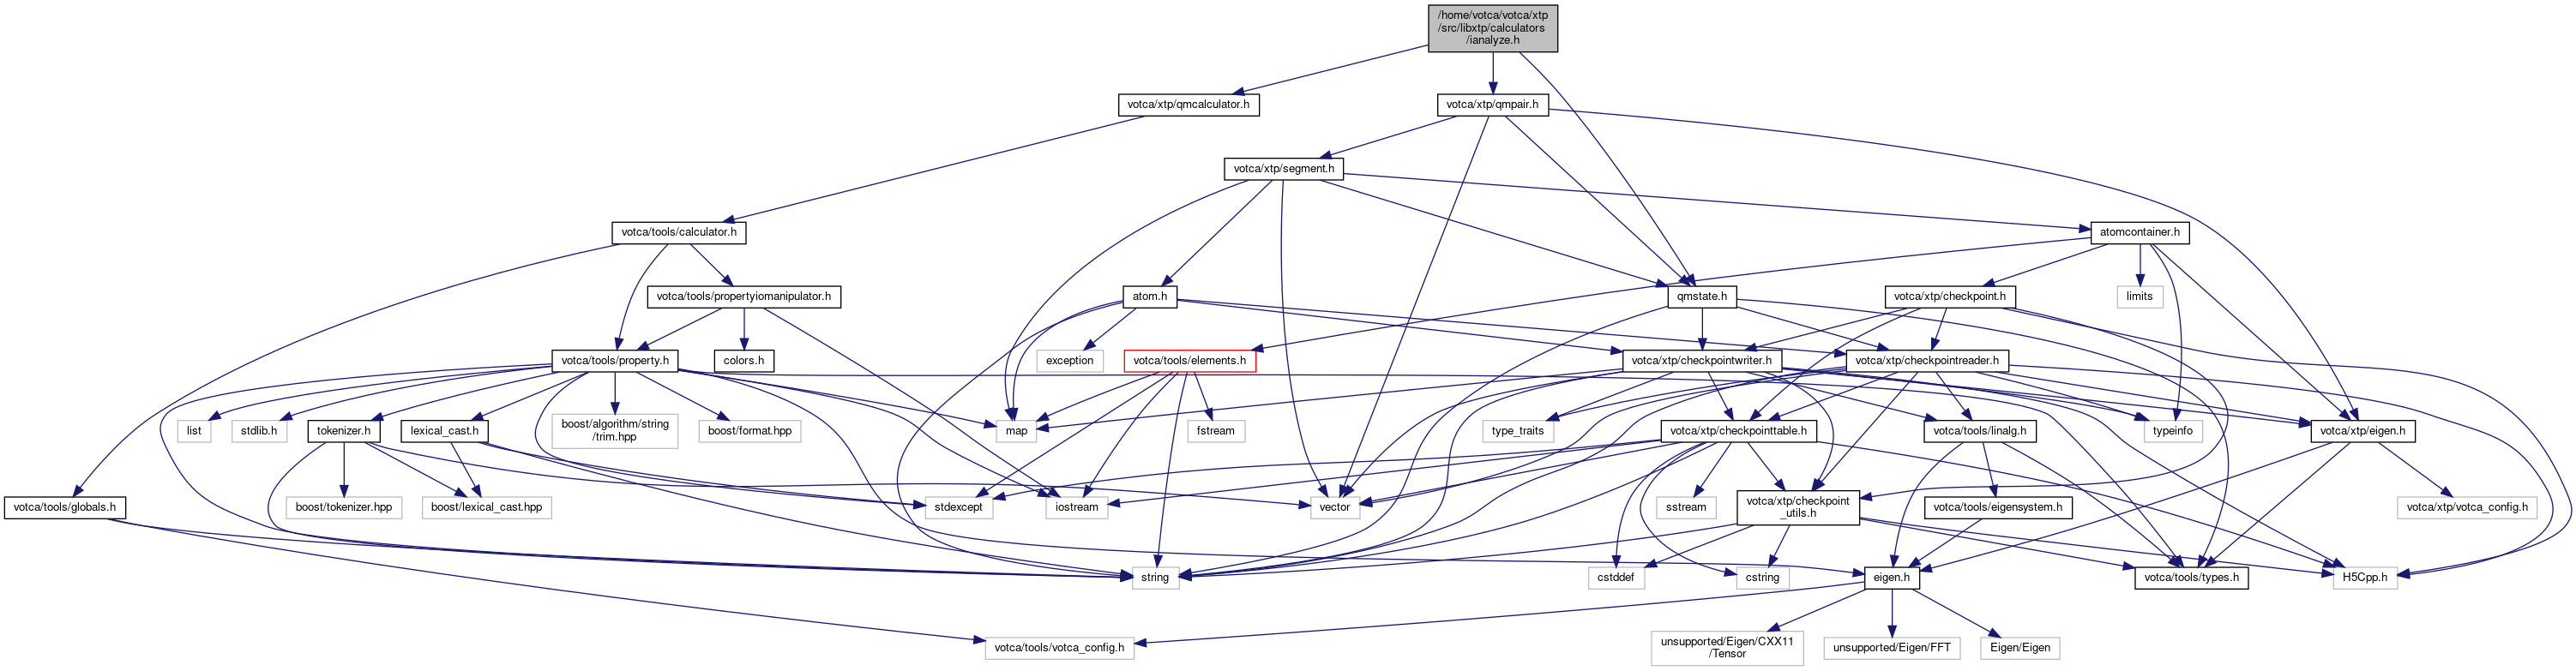 /home/votca/votca/xtp
/src/libxtp/calculators
/ianalyze.h
votca/xtp/qmcalculator.h
votca/xtp/qmpair.h
votca/xtp/segment.h
votca/tools/calculator.h
atomcontainer.h
votca/tools/propertyiomanipulator.h
atom.h
qmstate.h
votca/xtp/checkpoint.h
limits
votca/tools/property.h
colors.h
exception
votca/tools/elements.h
votca/xtp/checkpointwriter.h
votca/xtp/checkpointreader.h
list
stdlib.h
tokenizer.h
lexical_cast.h
boost/algorithm/string
/trim.hpp
boost/format.hpp
map
fstream
type_traits
votca/xtp/checkpointtable.h
votca/tools/linalg.h
typeinfo
votca/xtp/eigen.h
votca/tools/globals.h
boost/tokenizer.hpp
boost/lexical_cast.hpp
stdexcept
iostream
vector
sstream
votca/xtp/checkpoint
_utils.h
votca/tools/eigensystem.h
votca/xtp/votca_config.h
string
cstddef
cstring
eigen.h
votca/tools/types.h
H5Cpp.h
votca/tools/votca_config.h
unsupported/Eigen/CXX11
/Tensor
unsupported/Eigen/FFT
Eigen/Eigen